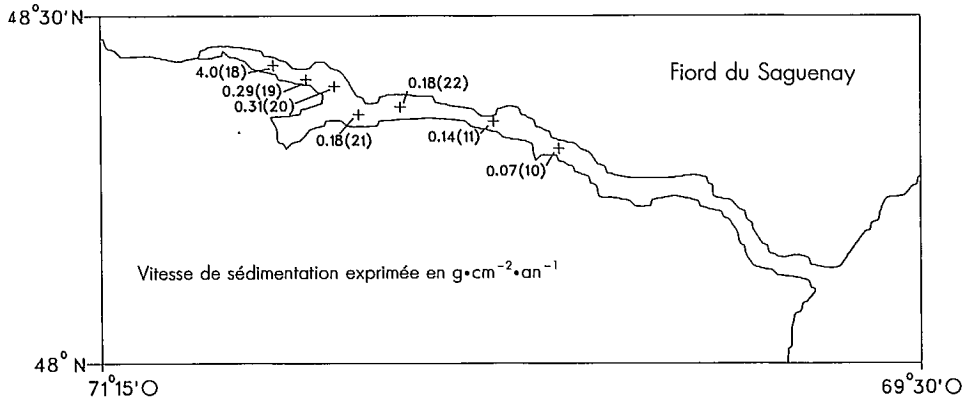 48°30' N
4.0(18)
0.29(19)
0.31(20)
0.18(22)
Fiord du Saguenay
0.18(21)
0.14(11)
0.07(10)
Vitesse de sédimentation exprimée en g•cm⁻²•an⁻¹
48° N
71°15'O
69°30'O